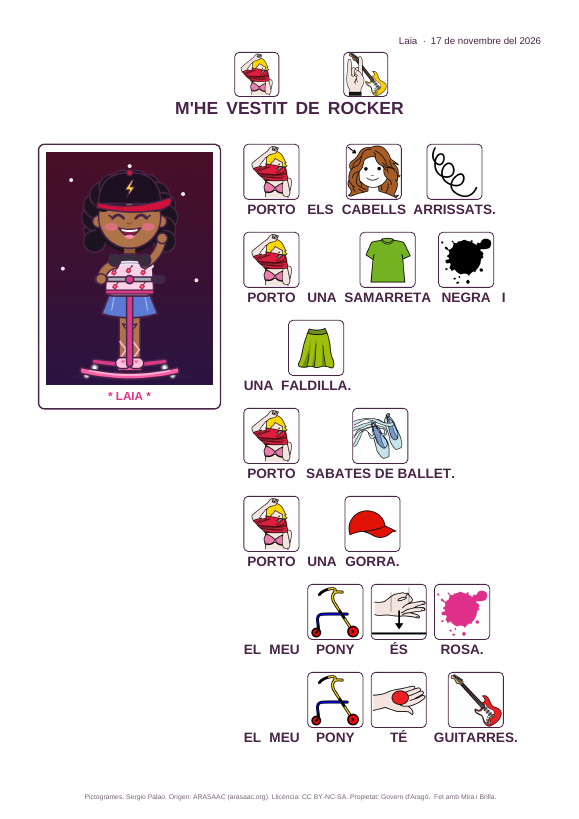 Laia · 17 de novembre del 2026
M'HE VESTIT DE ROCKER
PORTO ELS CABELLS ARRISSATS.
PORTO UNA SAMARRETA NEGRA I
UNA FALDILLA.
* LAIA *
PORTO SABATES DE BALLET.
PORTO UNA GORRA.
EL MEU PONY ÉS ROSA.
EL MEU PONY TÉ GUITARRES.
Pictogrames: Sergio Palao. Origen: ARASAAC (arasaac.org). Llicència: CC BY-NC-SA. Propietat: Govern d'Aragó. Fet amb Mira i Brilla.